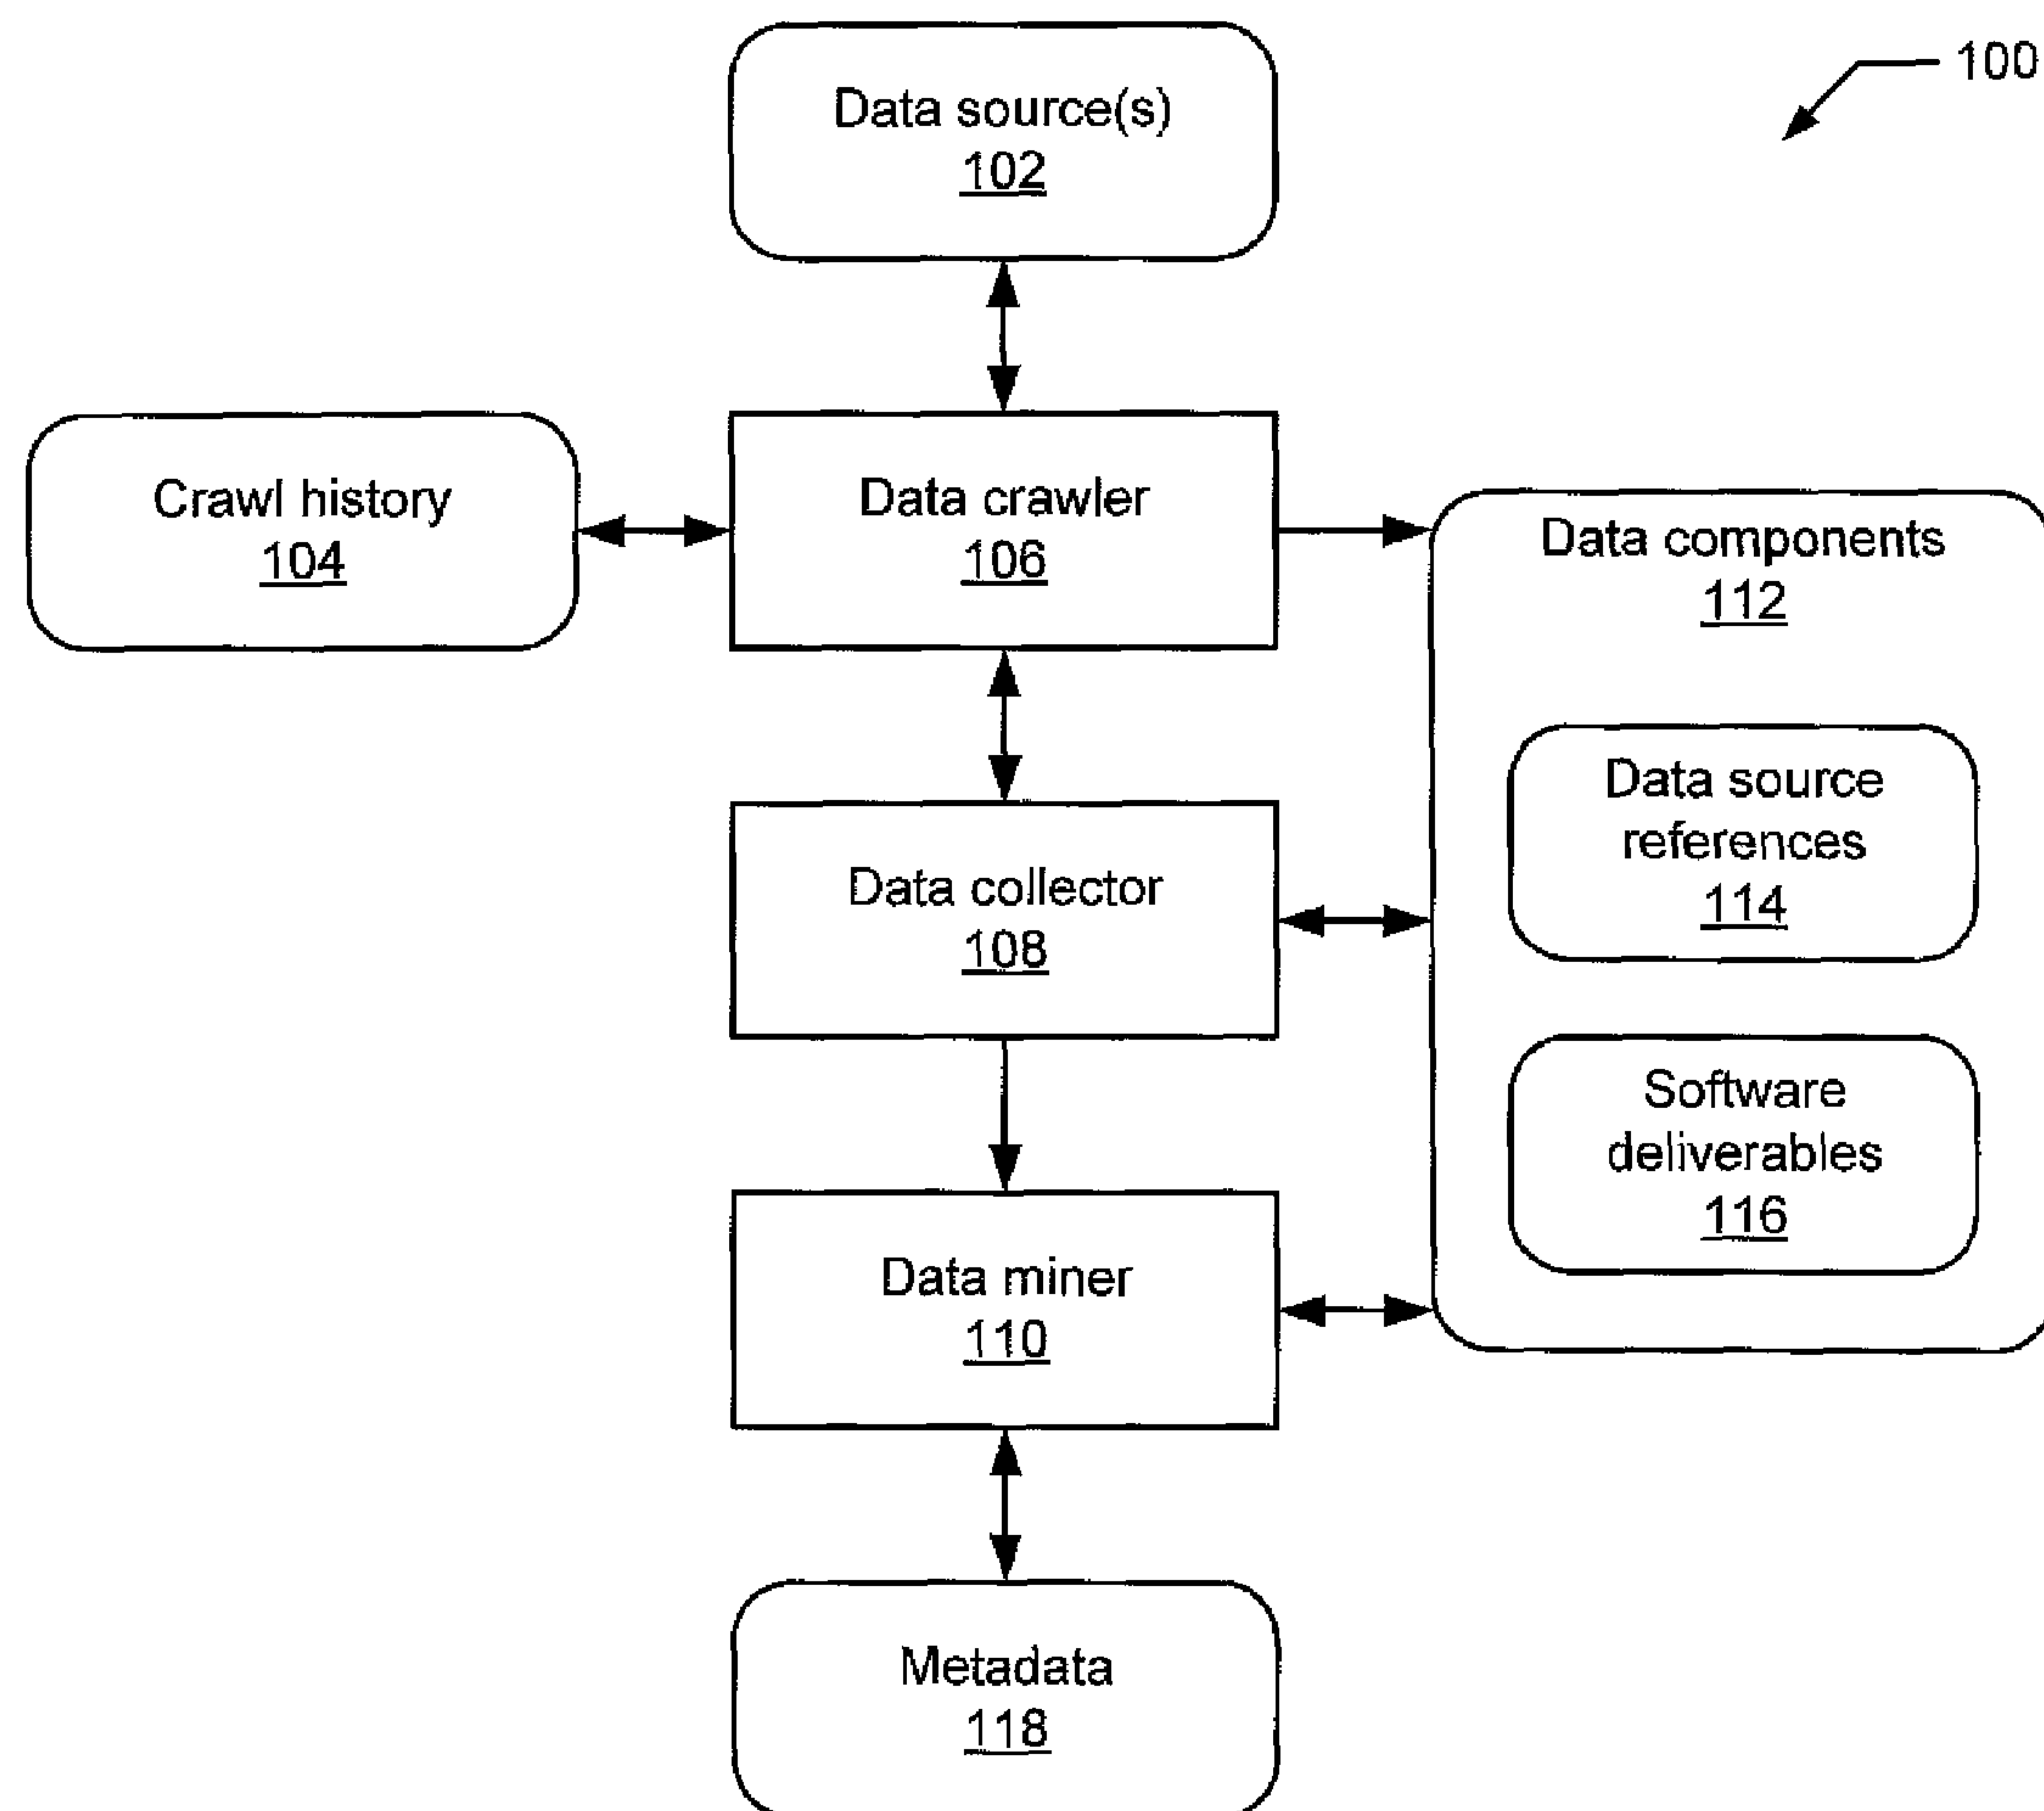 Data source(s)
102
100
Crawl history
104
Data crawler
106
Data components
112
Data source
references
114
Data collector
108
Software
deliverables
116
Data miner
110
Metadata
118